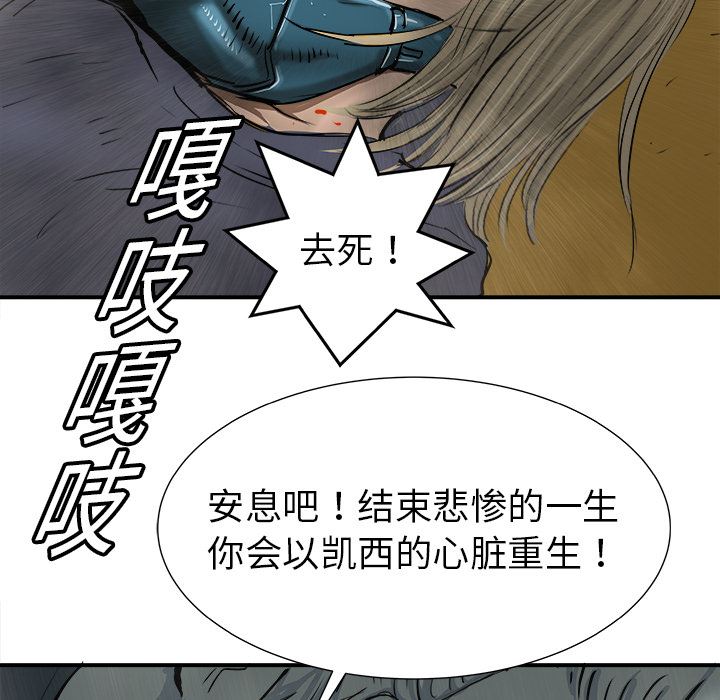 嘎吱嘎吱
去死！
安息吧！结束悲惨的一生
你会以凯西的心脏重生！